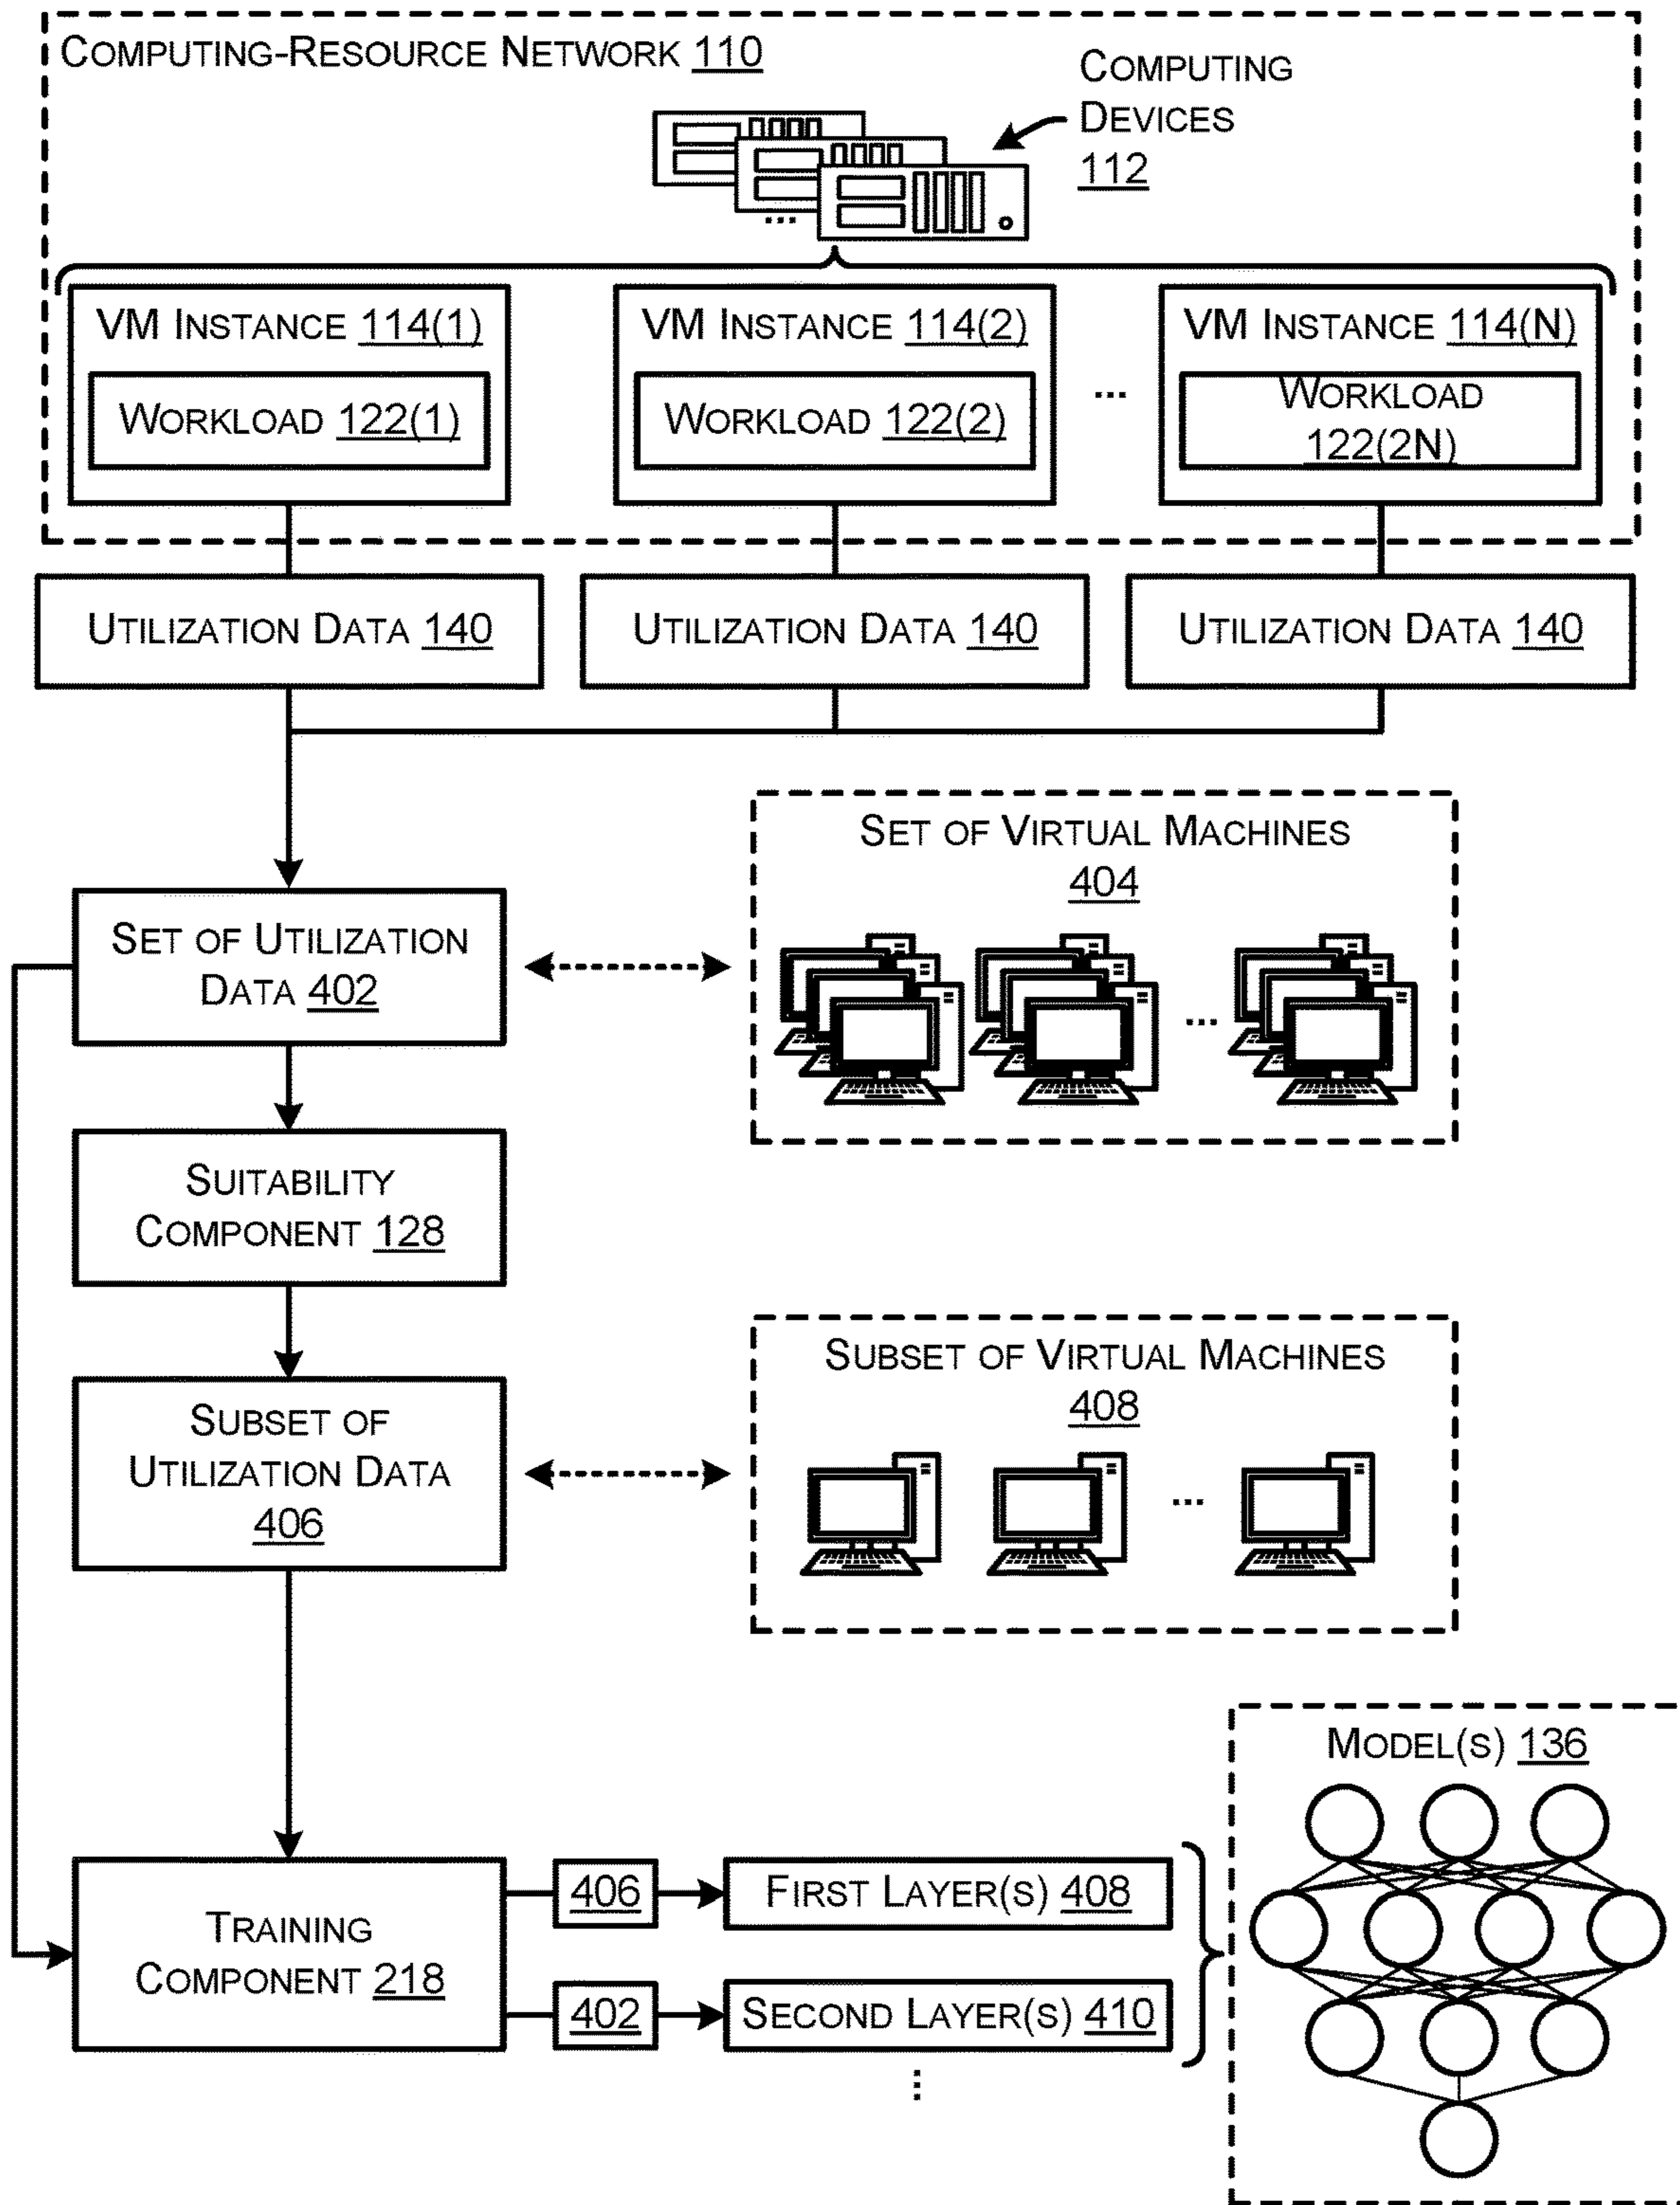 COMPUTING-RESOURCE NETWORK 110
COMPUTING
DEVICES
112
...
VM INSTANCE 114(1)
WORKLOAD 122(1)
VM INSTANCE 114(2)
WORKLOAD 122(2)
...
VM INSTANCE 114(N)
WORKLOAD
122(2N)
UTILIZATION DATA 140
UTILIZATION DATA 140
UTILIZATION DATA 140
SET OF VIRTUAL MACHINES
404
...
SET OF UTILIZATION
DATA 402
SUITABILITY
COMPONENT 128
SUBSET OF VIRTUAL MACHINES
408
...
SUBSET OF
UTILIZATION DATA
406
MODEL(S) 136
TRAINING
COMPONENT 218
406
FIRST LAYER(S) 408
402
SECOND LAYER(S) 410
...